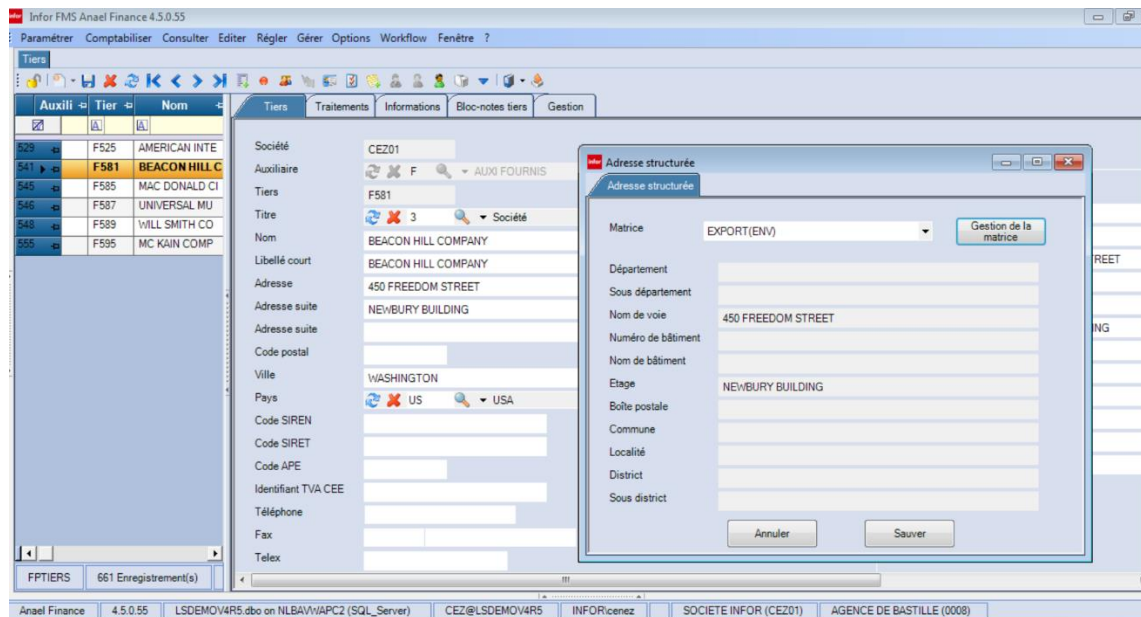 infor Infor FMS Anael Finance 4.5.0.55
Paramétrer Comptabiliser Consulter Editer Régler Gérer Options Workflow Fenêtre ?
Tiers
Auxili Tier Nom
529 F525 AMERICAN INTE
541 F581 BEACON HILL C
545 F585 MAC DONALD CI
546 F587 UNIVERSAL MU
548 F589 WILL SMITH CO
555 F595 MC KAIN COMP
FPTIERS 661 Enregistrement(s)
Tiers Traitements Informations Bloc-notes tiers Gestion
Société CEZ01
Auxiliaire F AUXI FOURNIS
Tiers F581
Titre 3 Société
Nom BEACON HILL COMPANY
Libellé court BEACON HILL COMPANY
Adresse 450 FREEDOM STREET
Adresse suite NEWBURY BUILDING
Adresse suite
Code postal
Ville WASHINGTON
Pays US USA
Code SIREN
Code SIRET
Code APE
Identifiant TVA CEE
Téléphone
Fax
Telex
infor Adresse structurée
Adresse structurée
Matrice EXPORT(ENV) Gestion de la
matrice
Département
Sous département
Nom de voie 450 FREEDOM STREET
Numéro de bâtiment
Nom de bâtiment
Etage NEWBURY BUILDING
Boîte postale
Commune
Localité
District
Sous district
Annuler Sauver
REET
ING
Anael Finance 4.5.0.55 LSDEMOV4R5.dbo on NLBAVWAPC2 (SQL_Server) CEZ@LSDEMOV4R5 INFOR\cenez SOCIETE INFOR (CEZ01) AGENCE DE BASTILLE (0008)